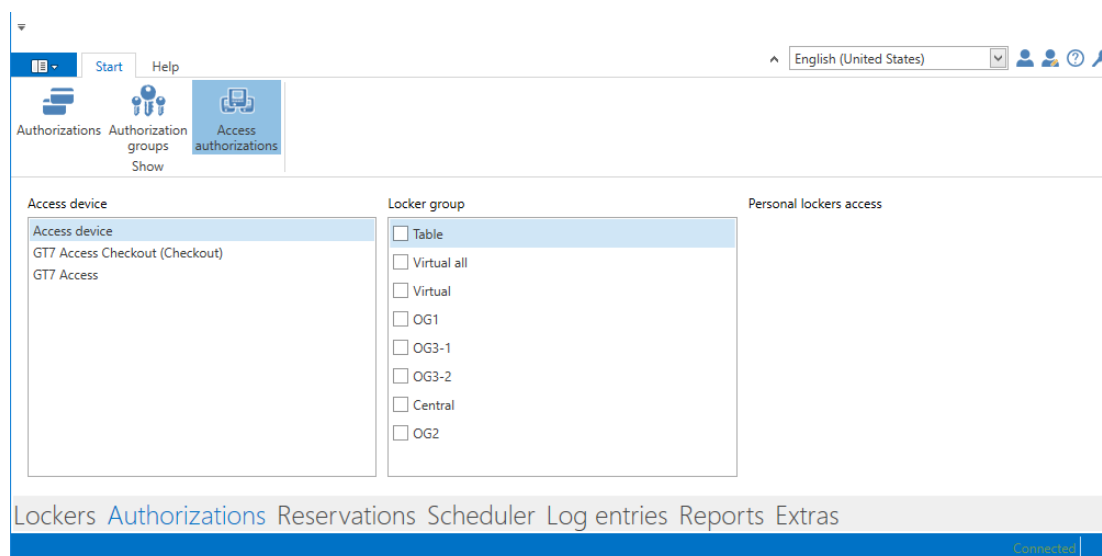 English (United States)
Start Help
Authorizations Authorization groups Access authorizations
Show
Access device Locker group Personal lockers access
Access device
GT7 Access Checkout (Checkout)
GT7 Access
Table
Virtual all
Virtual
OG1
OG3-1
OG3-2
Central
OG2
Lockers Authorizations Reservations Scheduler Log entries Reports Extras
Connected